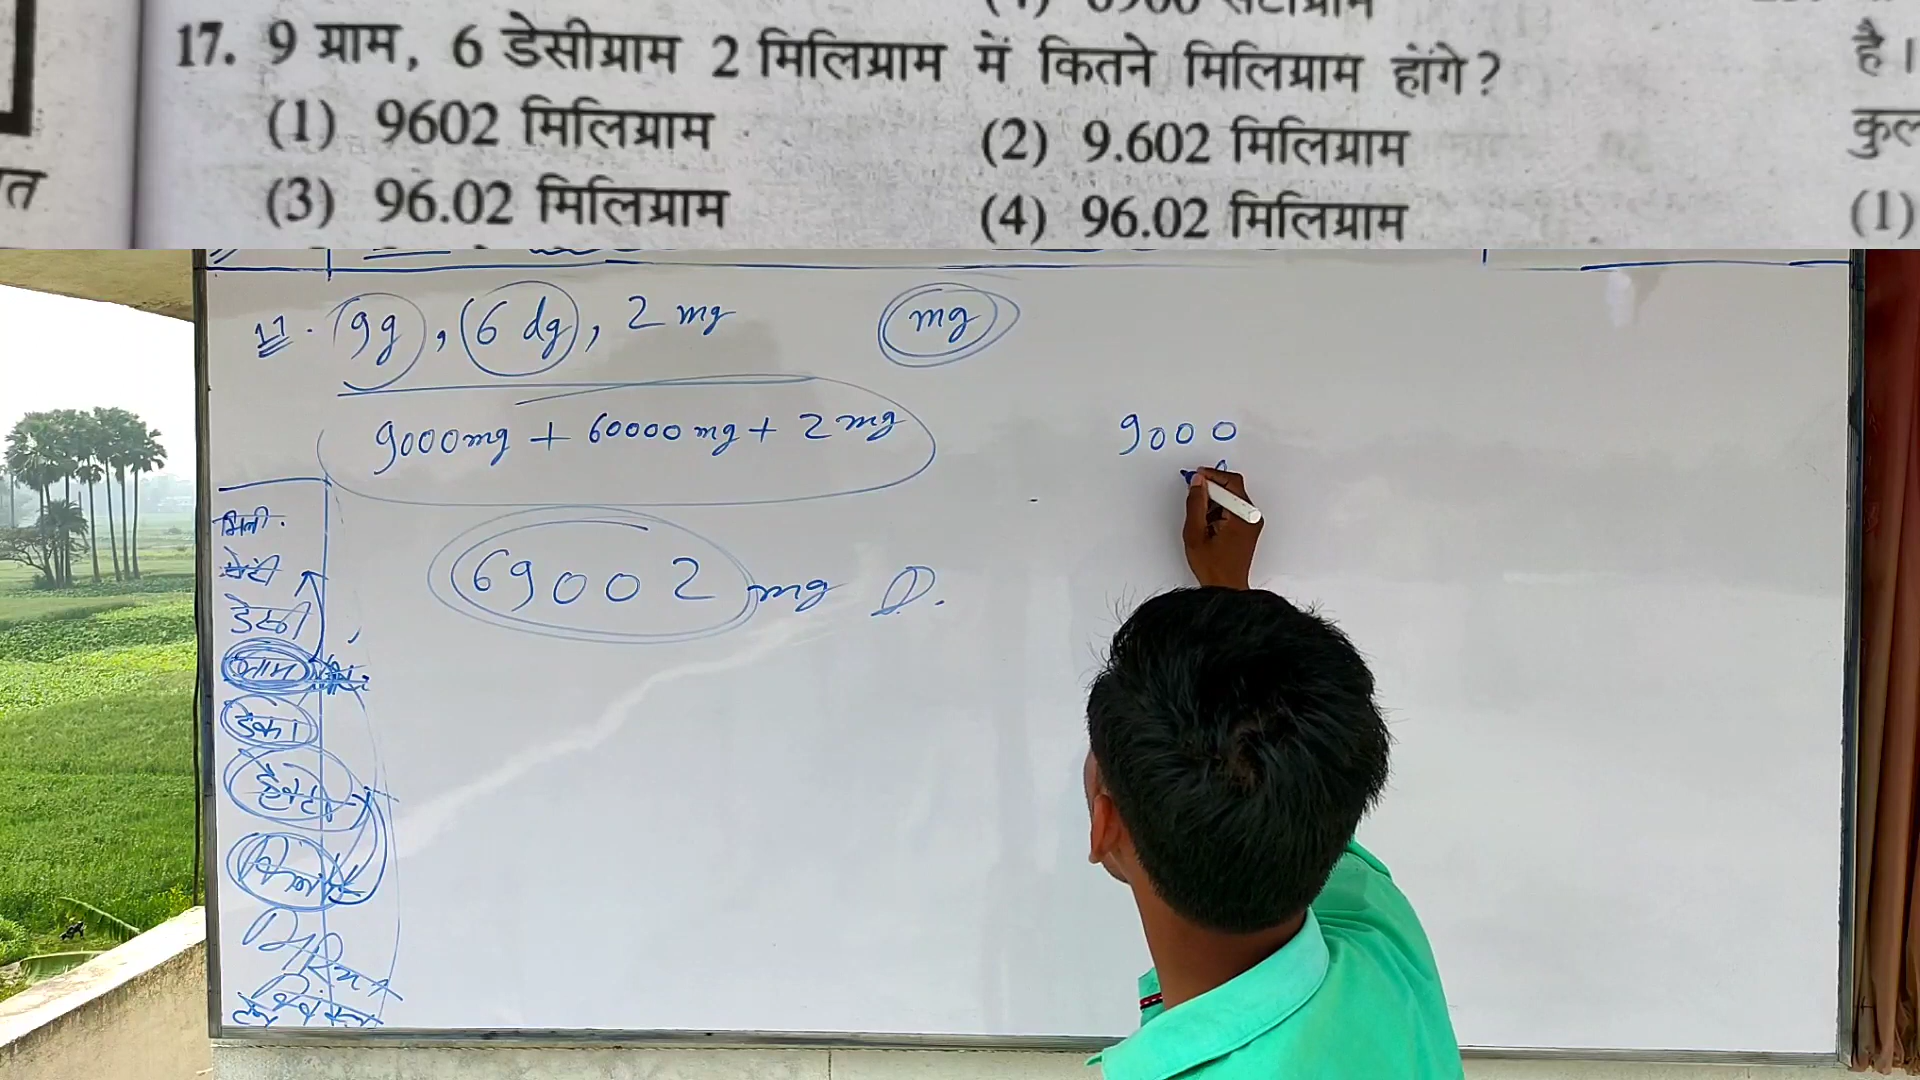 17. 9 ग्राम, 6 डेसीग्राम 2 मिलिग्राम में कितने मिलिग्राम होंगे?
(1) 9602 मिलिग्राम
(2) 9.602 मिलिग्राम
(3) 96.02 मिलिग्राम
(4) 96.02 मिलिग्राम
है।
(1)
17. 9g, 6 dg, 2 mg
mg
9000mg + 60000 mg + 2 mg
9000
69002 mg
मिली.
डेसी
ग्राम
डेका